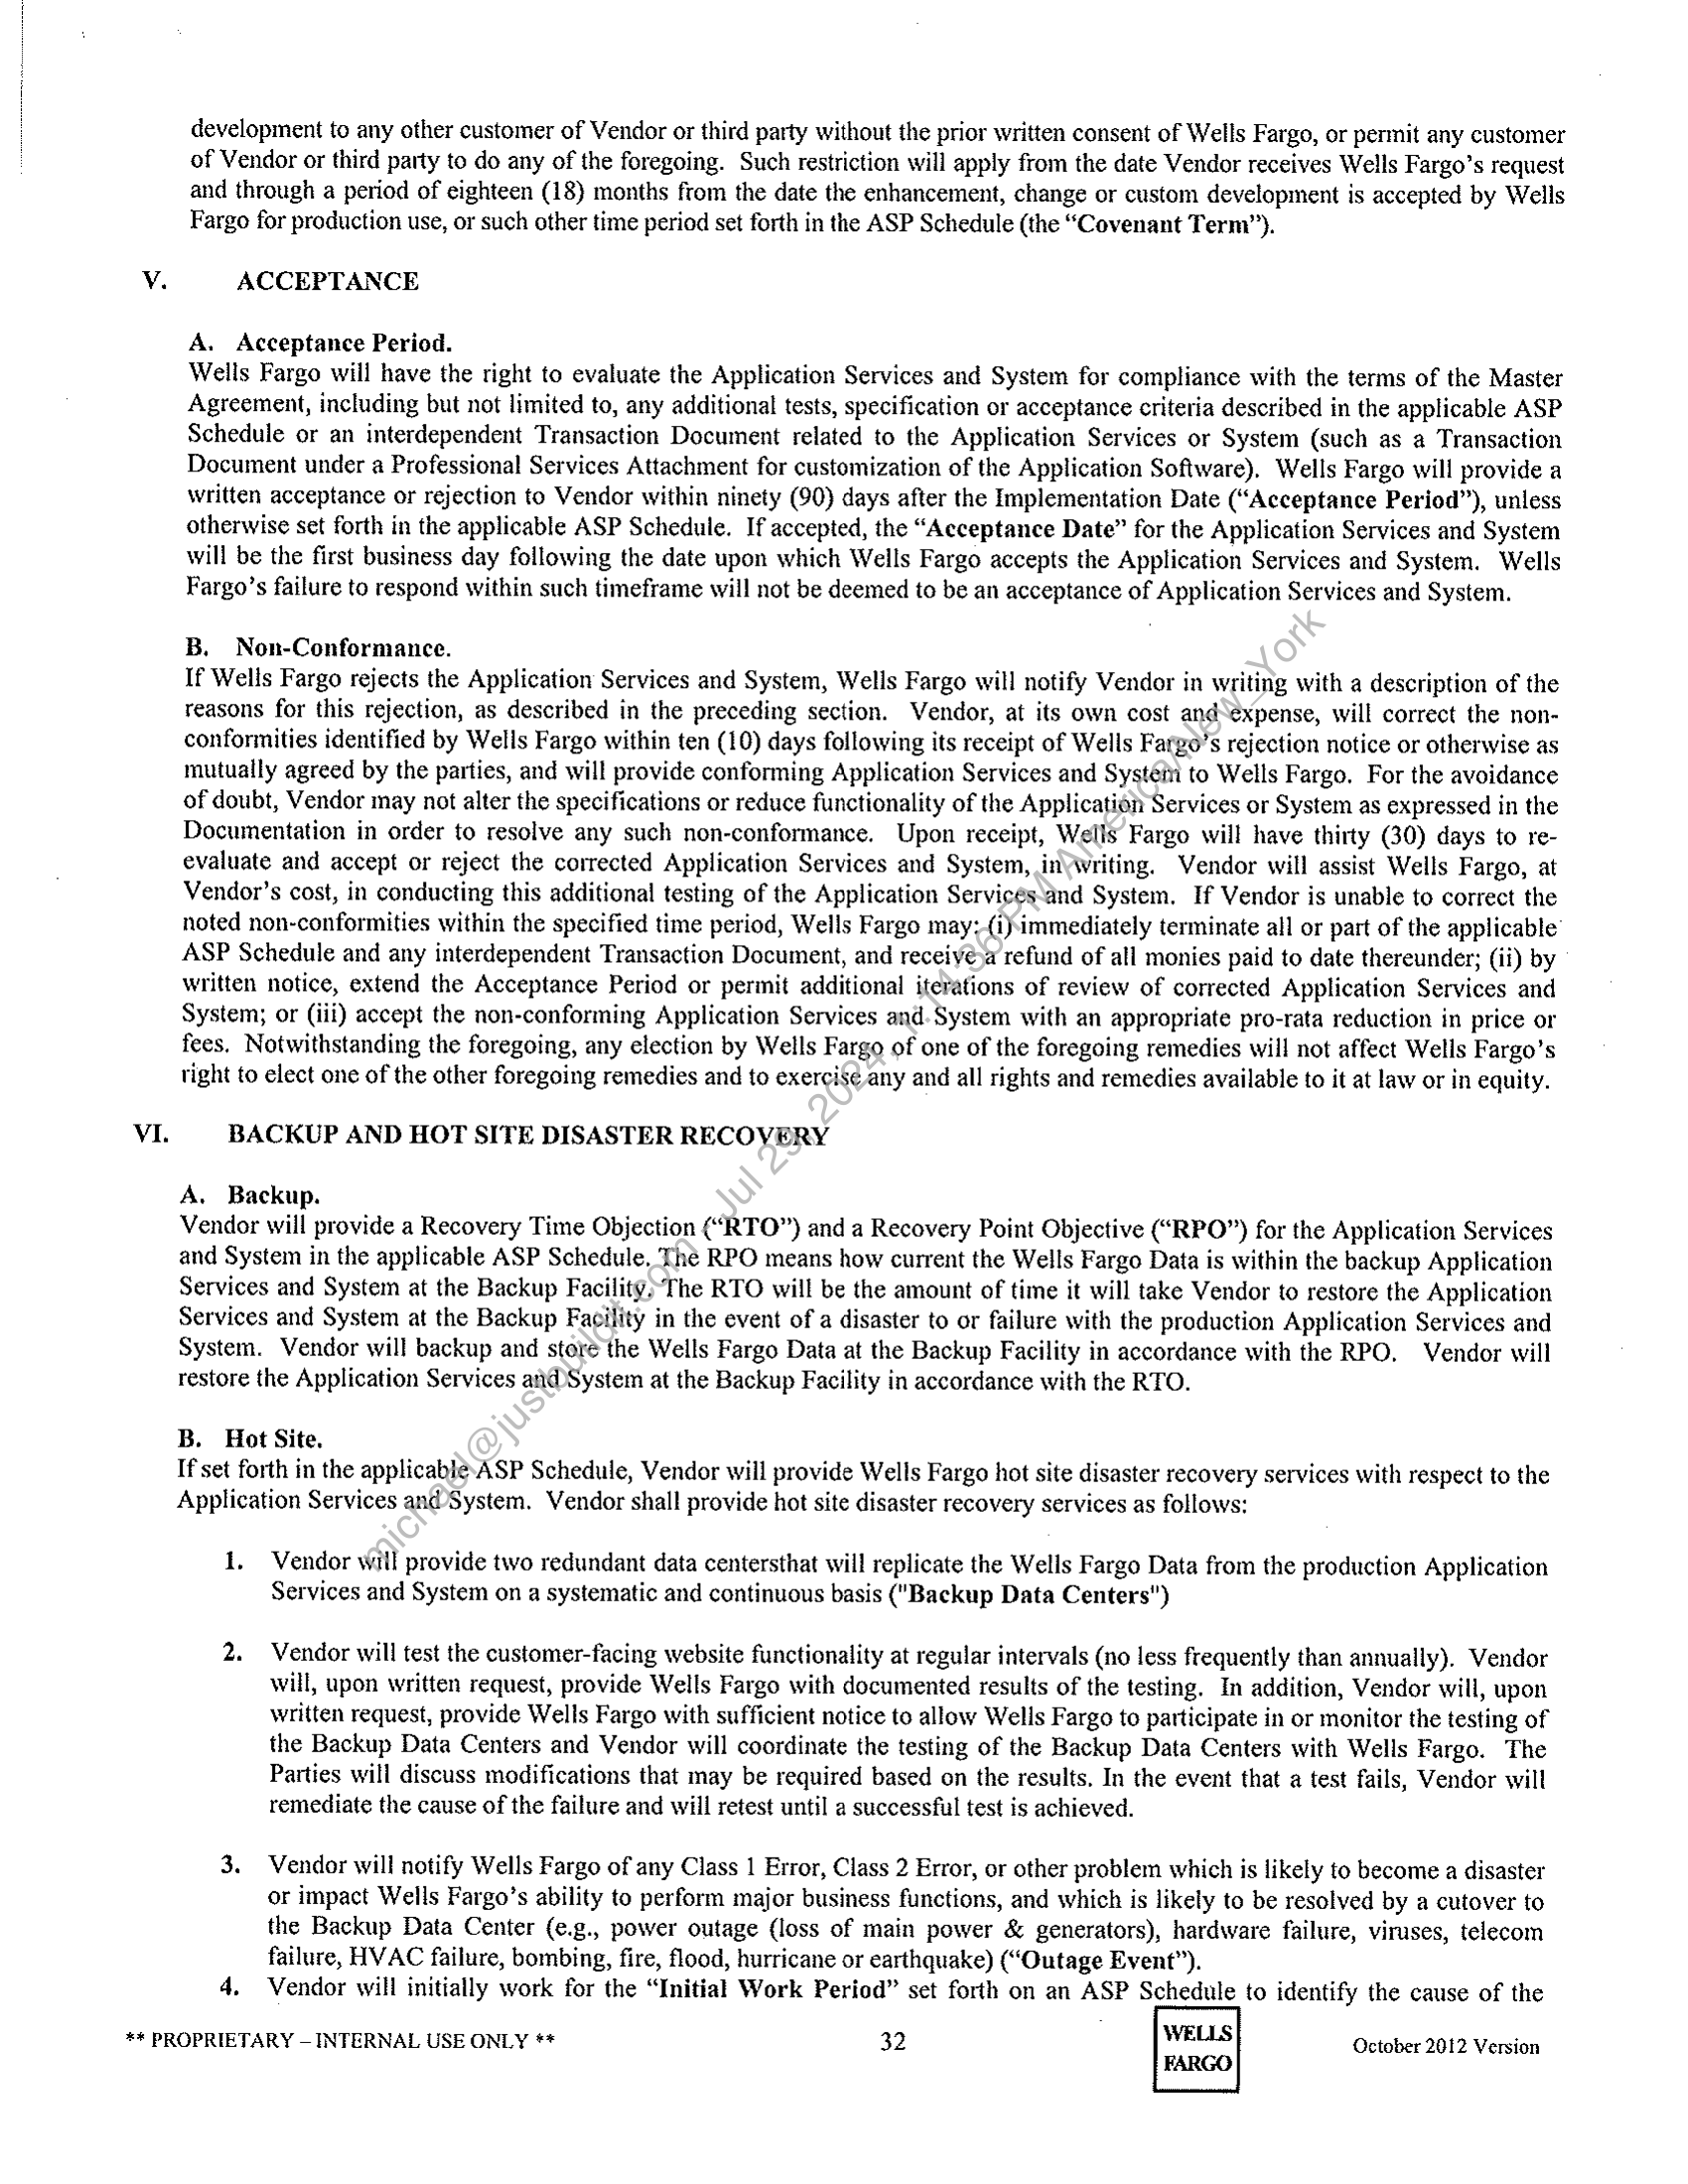 development to any other customer of Vendor or third party without the prior written consent of Wells Fargo, or permit any customer
of Vendor or third party to do any of the foregoing. Such restriction will apply from the date Vendor receives Wells Fargo's request
and through a period of eighteen (18) months from the date the enhancement, change or custom development is accepted by Wells
Fargo for production use, or such other time period set forth in the ASP Schedule (the “Covenant Term”).
V. ACCEPTANCE
A. Acceptance Period.
Wells Fargo will have the right to evaluate the Application Services and System for compliance with the terms of the Master
Agreement, including but not limited to, any additional tests, specification or acceptance criteria described in the applicable ASP
Schedule or an interdependent Transaction Document related to the Application Services or System (such as a Transaction
Document under a Professional Services Attachment for customization of the Application Software). Wells Fargo will provide a
written acceptance or rejection to Vendor within ninety (90) days after the Implementation Date (“Acceptance Period”), unless
otherwise set forth in the applicable ASP Schedule. If accepted, the “Acceptance Date” for the Application Services and System
will be the first business day following the date upon which Wells Fargo accepts the Application Services and System. Wells
Fargo's failure to respond within such timeframe will not be deemed to be an acceptance of Application Services and System.
B. Non-Conformance.
If Wells Fargo rejects the Application Services and System, Wells Fargo will notify Vendor in writing with a description of the
reasons for this rejection, as described in the preceding section. Vendor, at its own cost and expense, will correct the non-
conformities identified by Wells Fargo within ten (10) days following its receipt of Wells Fargo's rejection notice or otherwise as
mutually agreed by the parties, and will provide conforming Application Services and System to Wells Fargo. For the avoidance
of doubt, Vendor may not alter the specifications or reduce functionality of the Application Services or System as expressed in the
Documentation in order to resolve any such non-conformance. Upon receipt, Wells Fargo will have thirty (30) days to re-
evaluate and accept or reject the corrected Application Services and System, in writing. Vendor will assist Wells Fargo, at
Vendor's cost, in conducting this additional testing of the Application Services and System. If Vendor is unable to correct the
noted non-conformities within the specified time period, Wells Fargo may: (i) immediately terminate all or part of the applicable
ASP Schedule and any interdependent Transaction Document, and receive a refund of all monies paid to date thereunder; (ii) by
written notice, extend the Acceptance Period or permit additional iterations of review of corrected Application Services and
System; or (iii) accept the non-conforming Application Services and System with an appropriate pro-rata reduction in price or
fees. Notwithstanding the foregoing, any election by Wells Fargo of one of the foregoing remedies will not affect Wells Fargo's
right to elect one of the other foregoing remedies and to exercise any and all rights and remedies available to it at law or in equity.
VI. BACKUP AND HOT SITE DISASTER RECOVERY
A. Backup.
Vendor will provide a Recovery Time Objection (“RTO”) and a Recovery Point Objective (“RPO”) for the Application Services
and System in the applicable ASP Schedule. The RPO means how current the Wells Fargo Data is within the backup Application
Services and System at the Backup Facility. The RTO will be the amount of time it will take Vendor to restore the Application
Services and System at the Backup Facility in the event of a disaster to or failure with the production Application Services and
System. Vendor will backup and store the Wells Fargo Data at the Backup Facility in accordance with the RPO. Vendor will
restore the Application Services and System at the Backup Facility in accordance with the RTO.
B. Hot Site.
If set forth in the applicable ASP Schedule, Vendor will provide Wells Fargo hot site disaster recovery services with respect to the
Application Services and System. Vendor shall provide hot site disaster recovery services as follows:
1. Vendor will provide two redundant data centersthat will replicate the Wells Fargo Data from the production Application
Services and System on a systematic and continuous basis ("Backup Data Centers")
2. Vendor will test the customer-facing website functionality at regular intervals (no less frequently than annually). Vendor
will, upon written request, provide Wells Fargo with documented results of the testing. In addition, Vendor will, upon
written request, provide Wells Fargo with sufficient notice to allow Wells Fargo to participate in or monitor the testing of
the Backup Data Centers and Vendor will coordinate the testing of the Backup Data Centers with Wells Fargo. The
Parties will discuss modifications that may be required based on the results. In the event that a test fails, Vendor will
remediate the cause of the failure and will retest until a successful test is achieved.
3. Vendor will notify Wells Fargo of any Class 1 Error, Class 2 Error, or other problem which is likely to become a disaster
or impact Wells Fargo's ability to perform major business functions, and which is likely to be resolved by a cutover to
the Backup Data Center (e.g., power outage (loss of main power & generators), hardware failure, viruses, telecom
failure, HVAC failure, bombing, fire, flood, hurricane or earthquake) (“Outage Event”).
4. Vendor will initially work for the “Initial Work Period” set forth on an ASP Schedule to identify the cause of the
** PROPRIETARY – INTERNAL USE ONLY **
32
WELLS
FARGO
October 2012 Version
michael@justbuildit.com - Jul 29, 2024, 1:14:36 PM America/New_York